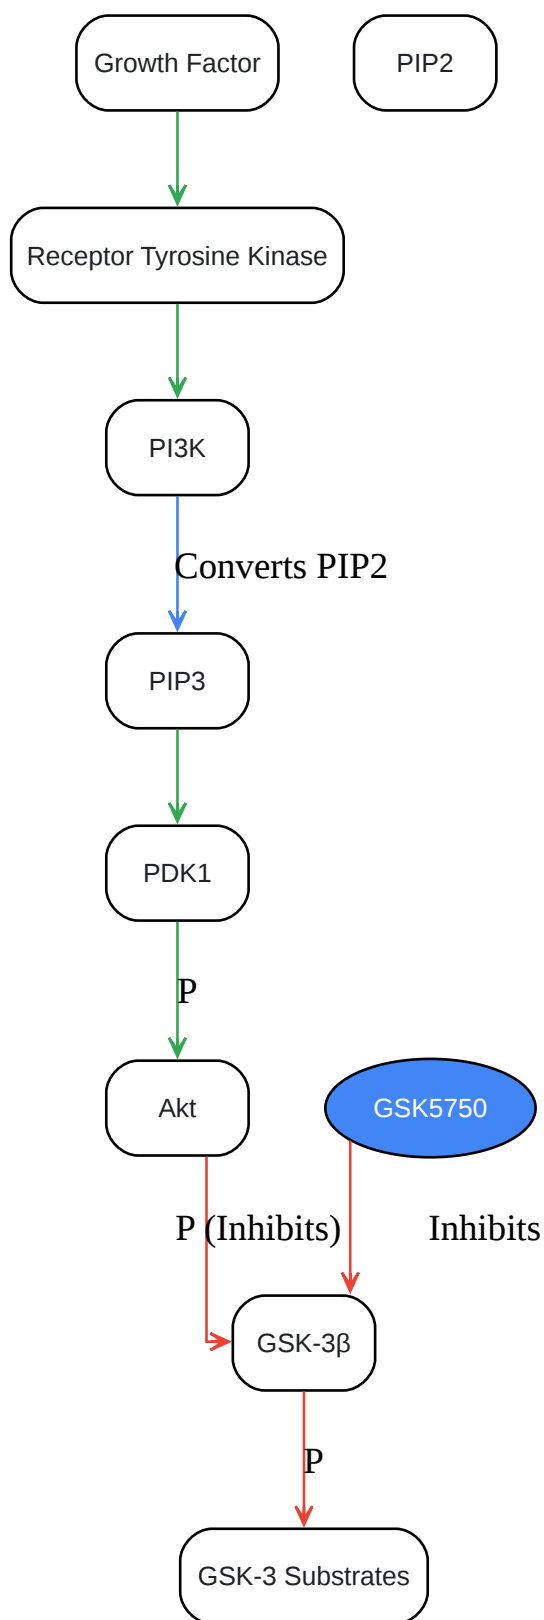 Growth Factor
PIP2
Receptor Tyrosine Kinase
PI3K
Converts PIP2
PIP3
PDK1
P
Akt
GSK5750
P (Inhibits)
Inhibits
GSK-3β
P
GSK-3 Substrates